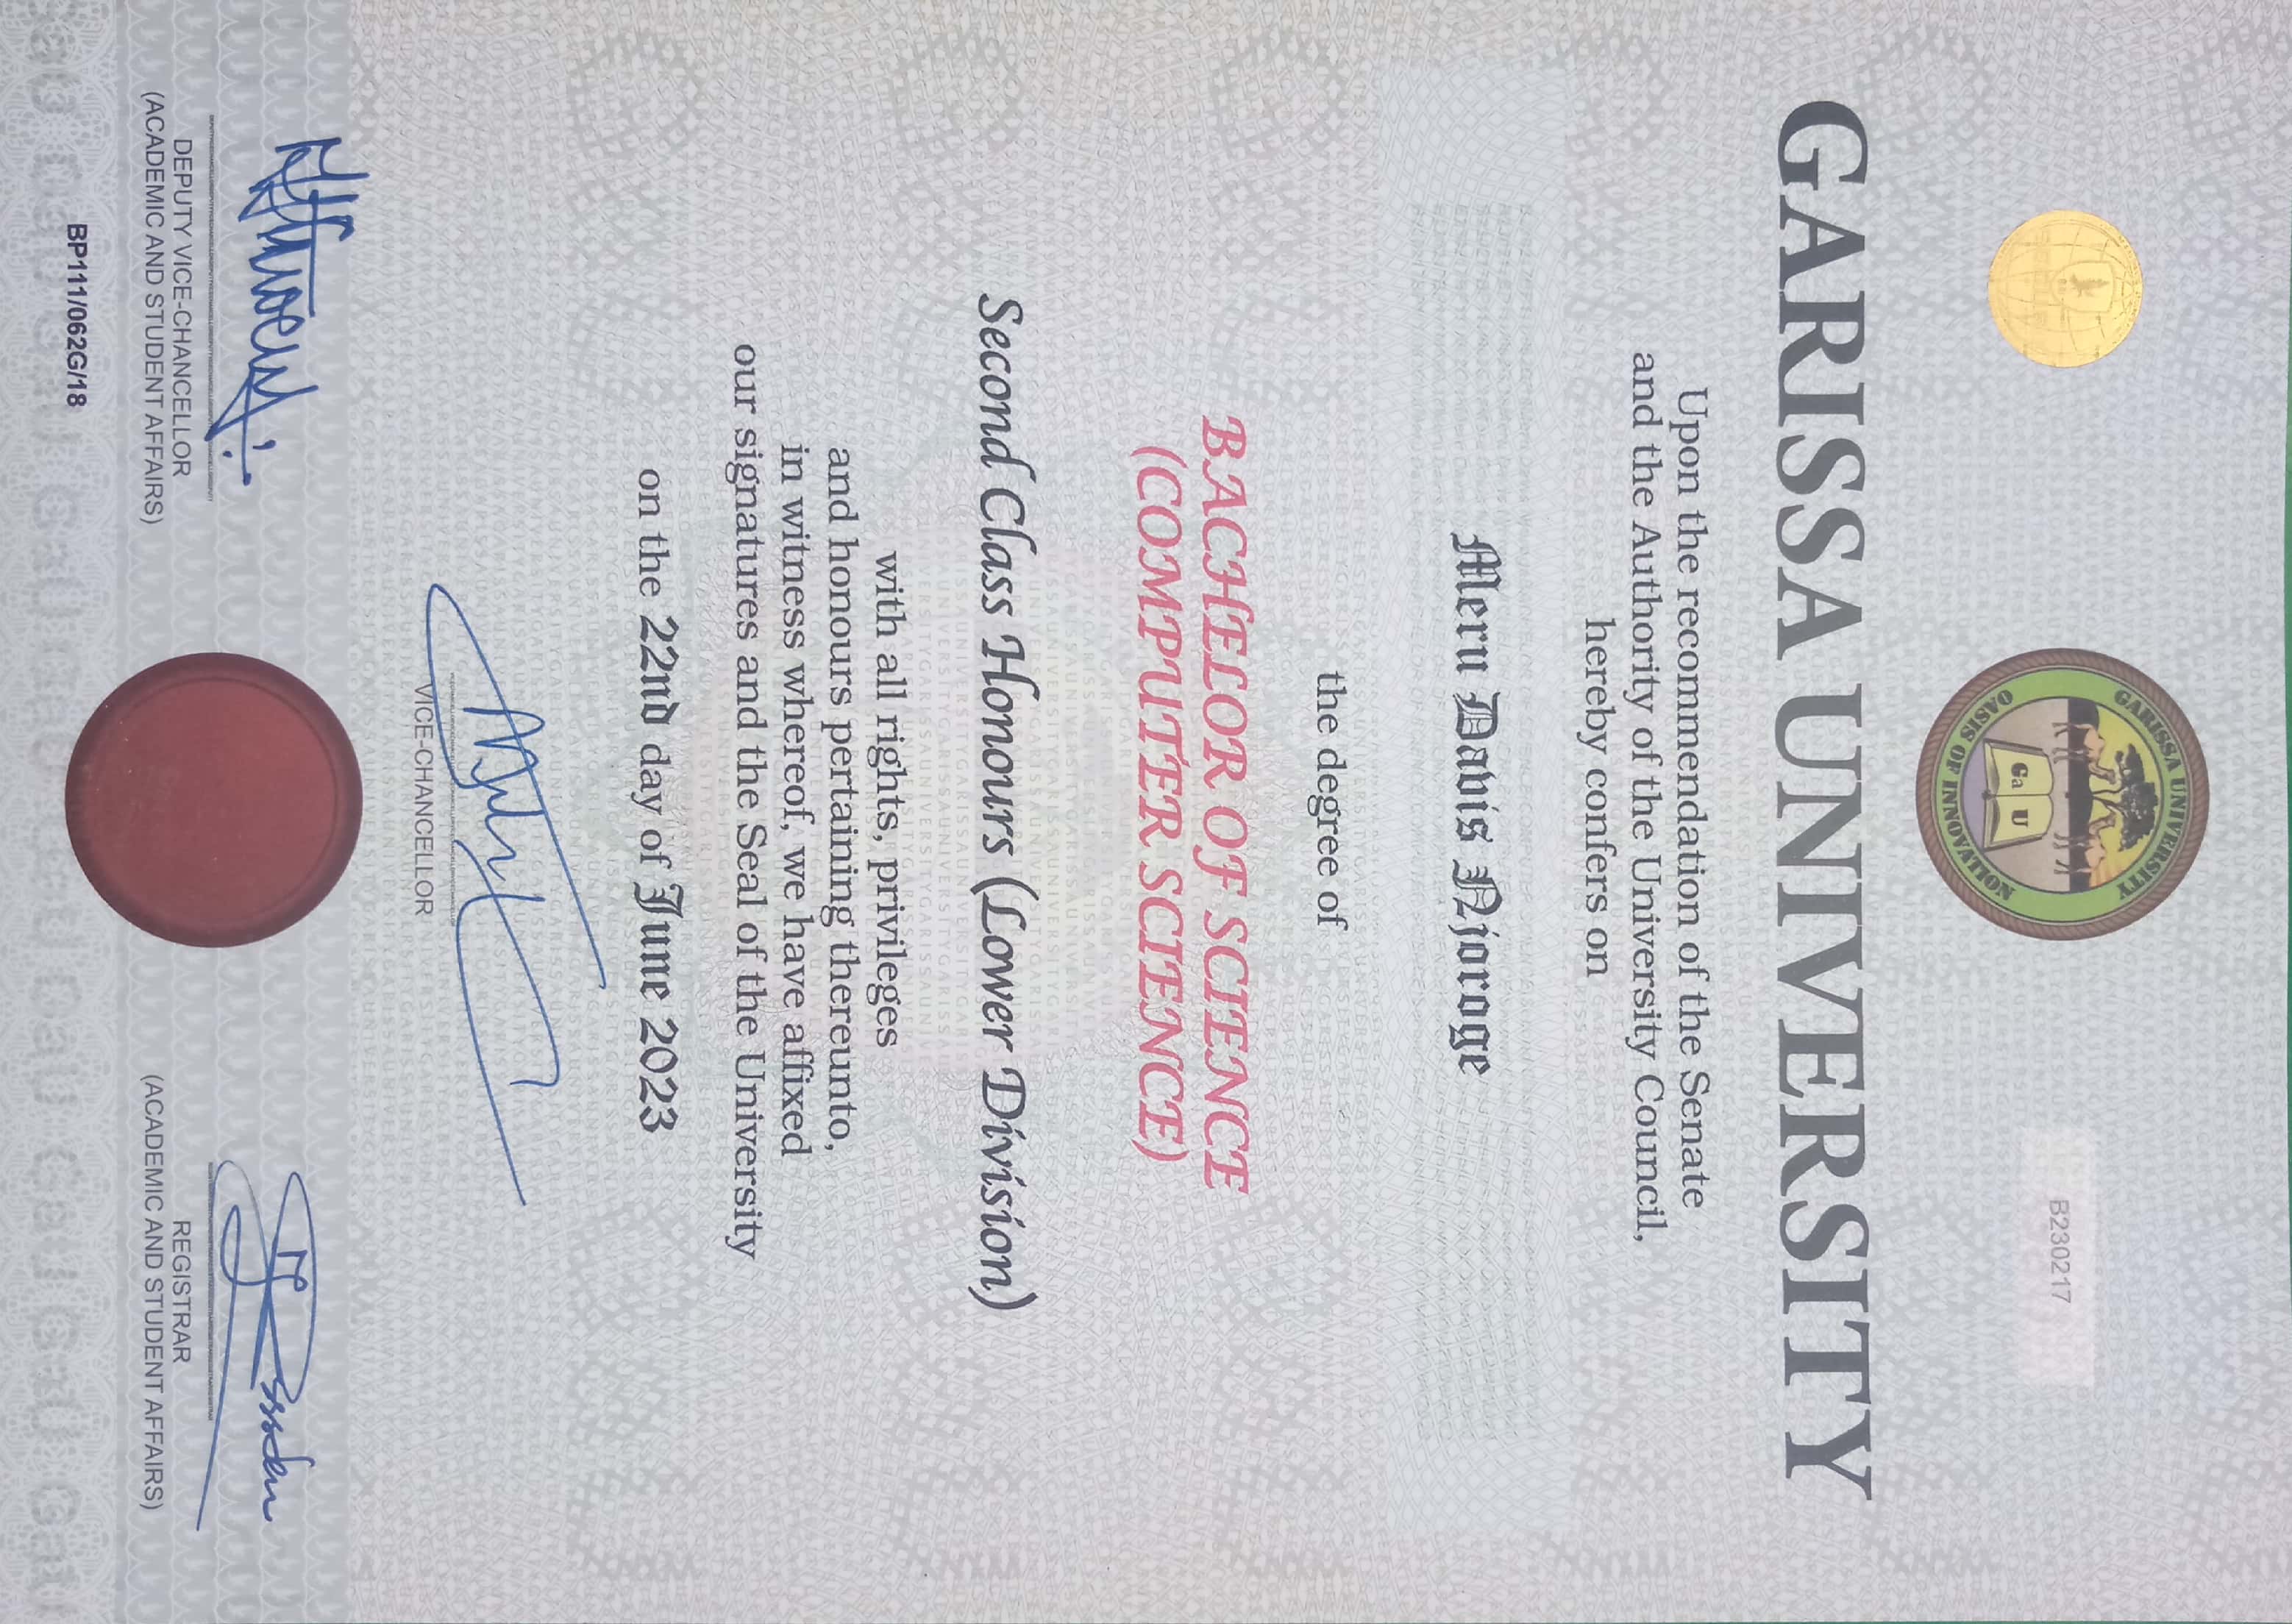 GARISSA UNIVERSITY
Ga U
OASIS OF INNOVATION
B230217
GARISSA UNIVERSITY
Upon the recommendation of the Senate
and the Authority of the University Council,
hereby confers on
Meru Davis Njoroge
the degree of
BACHELOR OF SCIENCE
(COMPUTER SCIENCE)
Second Class Honours (Lower Division)
with all rights, privileges
and honours pertaining thereunto,
in witness whereof, we have affixed
our signatures and the Seal of the University
on the 22nd day of June 2023
VICE-CHANCELLOR
DEPUTY VICE-CHANCELLOR
(ACADEMIC AND STUDENT AFFAIRS)
REGISTRAR
(ACADEMIC AND STUDENT AFFAIRS)
BP111/062G/18